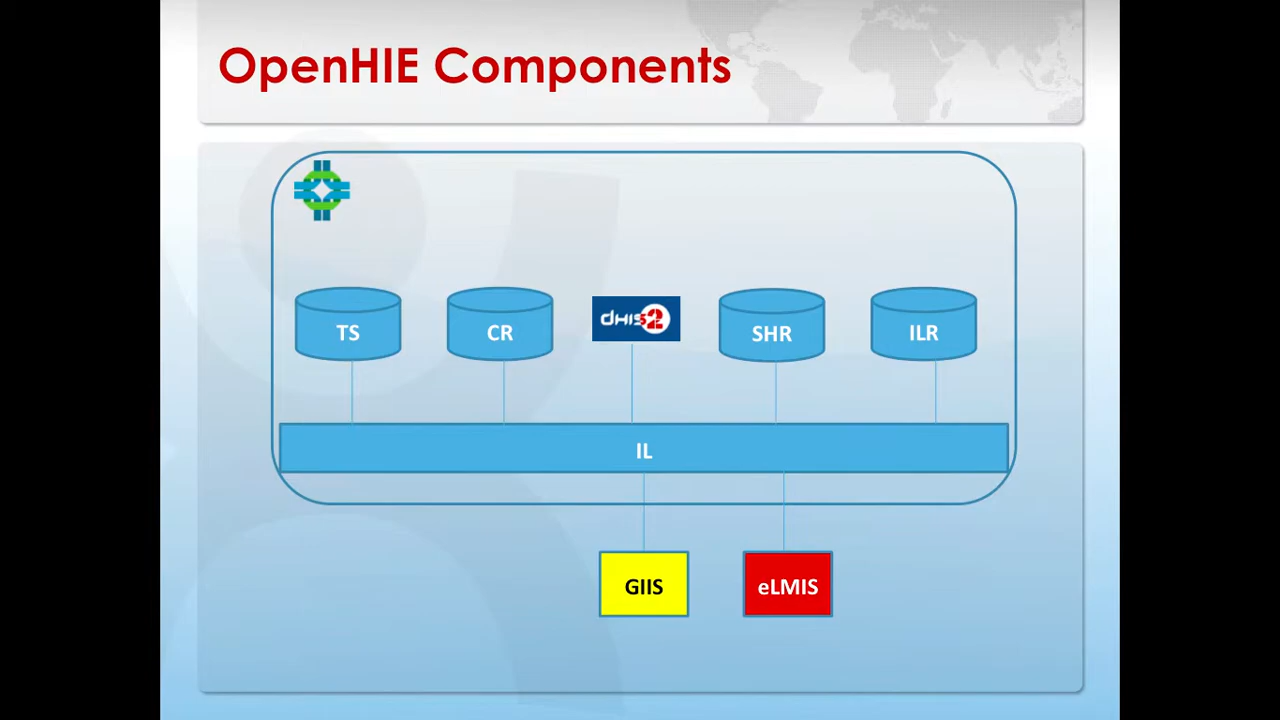 OpenHIE Components
TS
CR
dHIS2
SHR
ILR
IL
GIIS
eLMIS